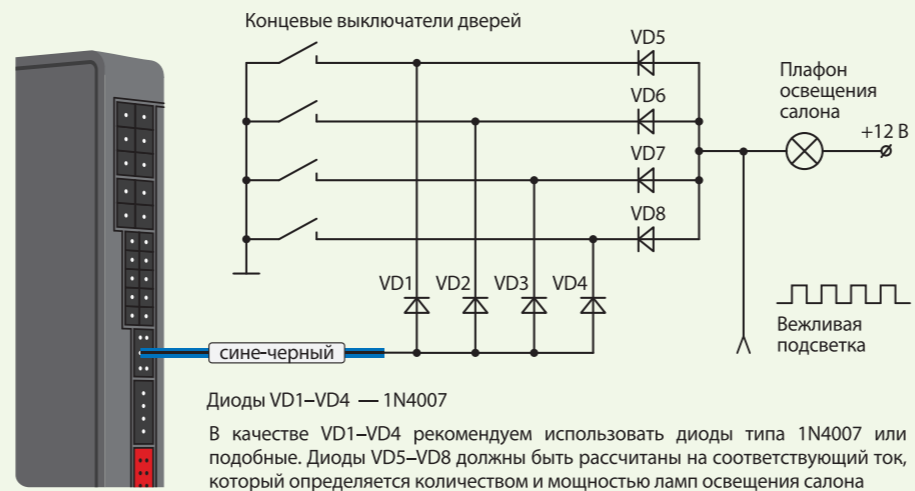 Концевые выключатели дверей
VD5
VD6
VD7
VD8
Плафон
освещения
салона
+12 В
VD1 VD2 VD3 VD4
Вежливая
подсветка
сине-черный
Диоды VD1–VD4 — 1N4007
В качестве VD1–VD4 рекомендуем использовать диоды типа 1N4007 или
подобные. Диоды VD5–VD8 должны быть рассчитаны на соответствующий ток,
который определяется количеством и мощностью ламп освещения салона